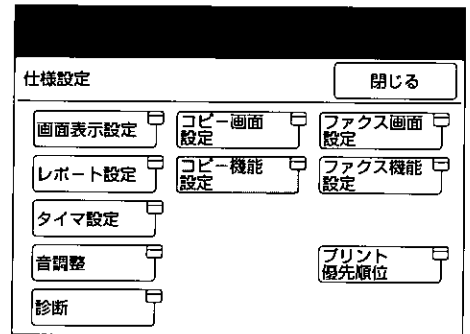 仕様設定
閉じる
画面表示設定
コピー画面
設定
ファクス画面
設定
レポート設定
コピー機能
設定
ファクス機能
設定
タイマ設定
音調整
プリント
優先順位
診断